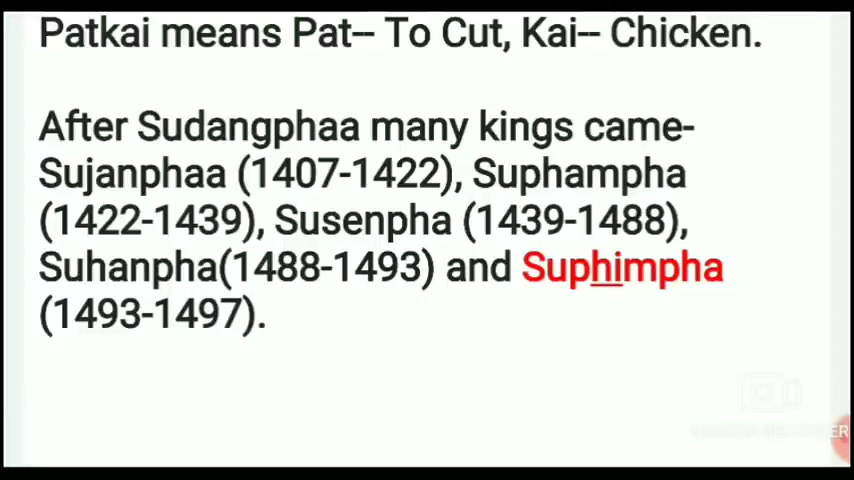 Patkai means Pat-- To Cut, Kai-- Chicken.
After Sudangphaa many kings came-
Sujanphaa (1407-1422), Suphampha
(1422-1439), Susenpha (1439-1488),
Suhanpha(1488-1493) and Suphimpha
(1493-1497).